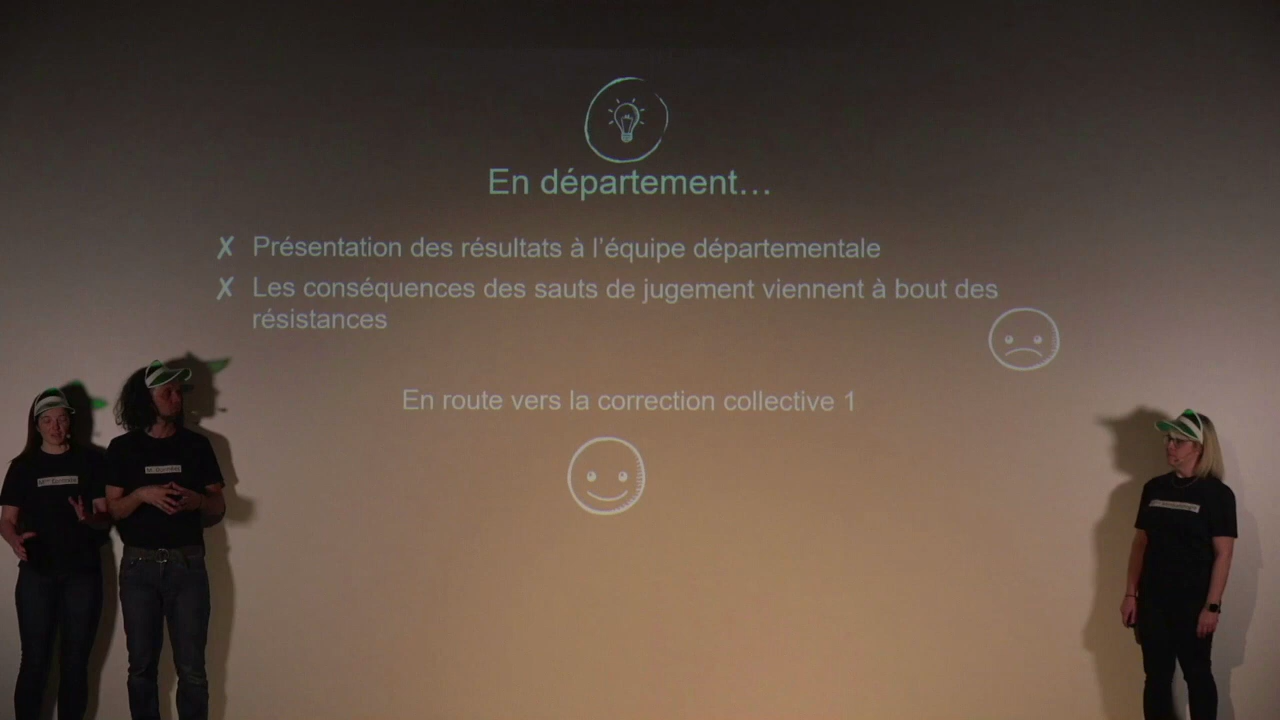 En département…
✗ Présentation des résultats à l’équipe départementale
✗ Les conséquences des sauts de jugement viennent à bout des
résistances
En route vers la correction collective 1